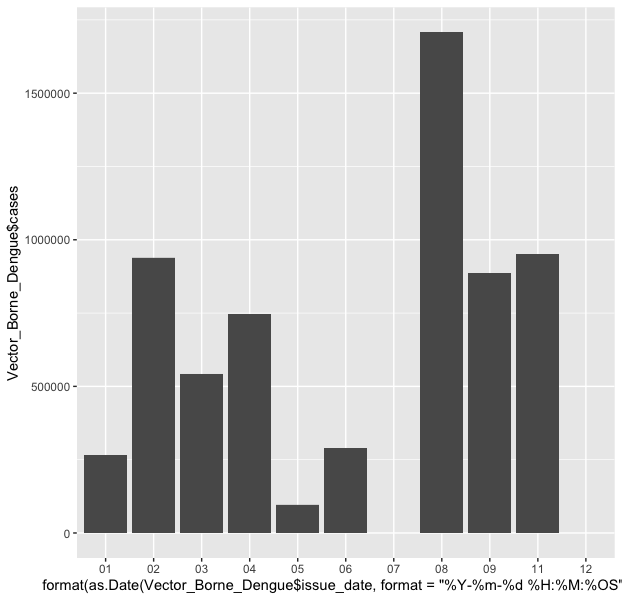 Vector_Borne_Dengue$cases
1500000
1000000
500000
0
01 02 03 04 05 06 07 08 09 11 12
format(as.Date(Vector_Borne_Dengue$issue_date, format = "%Y-%m-%d %H:%M:%OS"